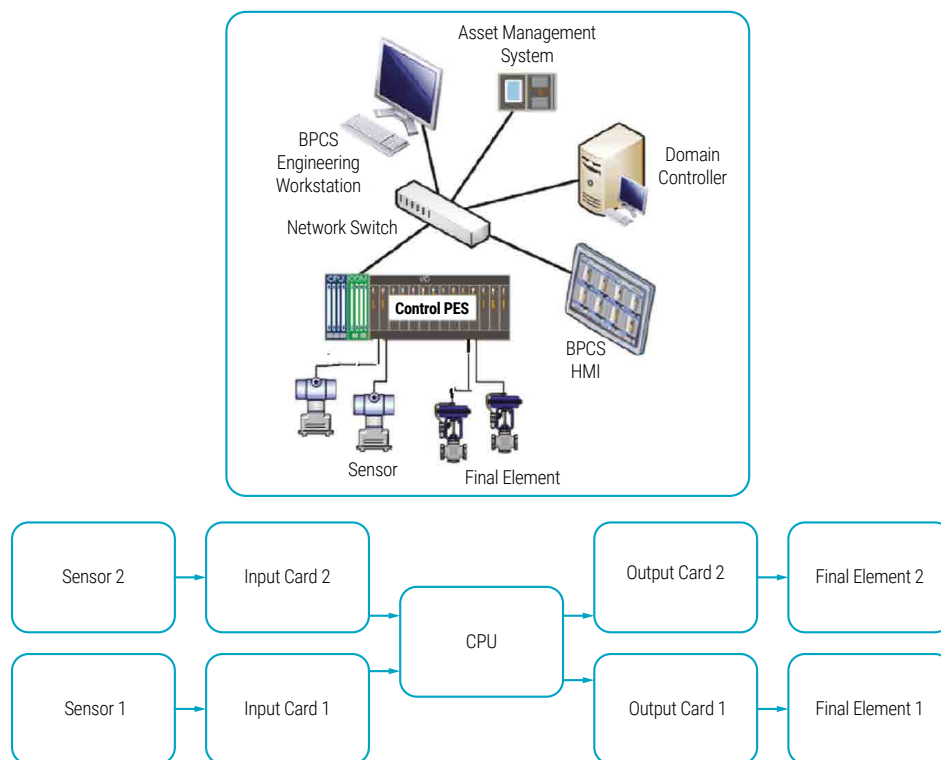 Asset Management
System
BPCS
Engineering
Workstation
Domain
Controller
Network Switch
CPU
COM
I/O
Control PES
BPCS
HMI
Sensor
Final Element
Sensor 2
Input Card 2
Output Card 2
Final Element 2
CPU
Sensor 1
Input Card 1
Output Card 1
Final Element 1